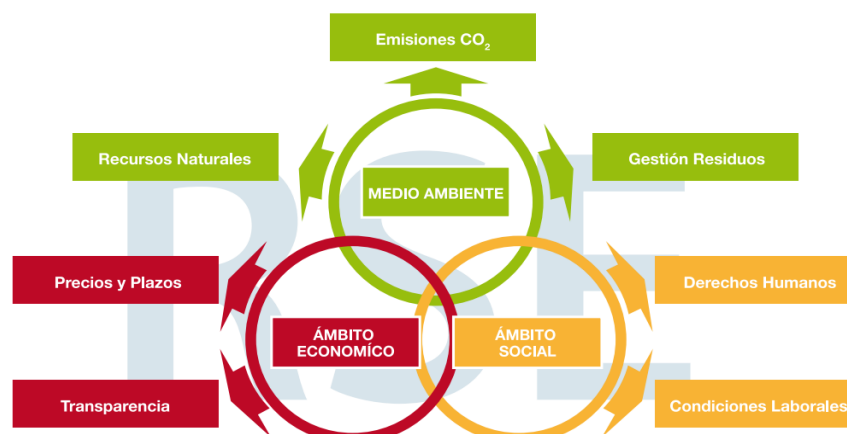 Emisiones CO₂
Recursos Naturales
Gestión Residuos
MEDIO AMBIENTE
RSE
Precios y Plazos
Derechos Humanos
ÁMBITO
ECONOMÍCO
ÁMBITO
SOCIAL
Transparencia
Condiciones Laborales